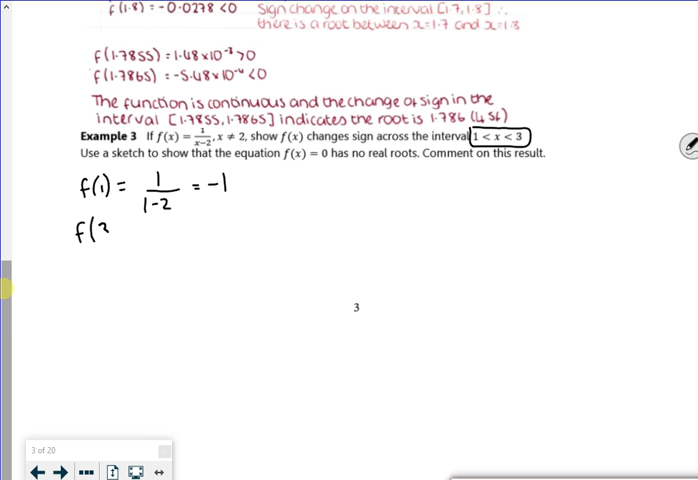 f(1.8) = -0.0278 <0 Sign change on the interval [1.7, 1.8] ∴
there is a root between x=1.7 and x=1.8
f(1.7855) = 1.48 × 10⁻³ >0
f(1.7865) = -5.48 × 10⁻⁴ <0
The function is continuous and the change of sign in the
interval [1.7855, 1.7865] indicates the root is 1.786 (4 sf)
Example 3 If f(x) = 1/(x−2), x ≠ 2, show f(x) changes sign across the interval 1 < x < 3
Use a sketch to show that the equation f(x) = 0 has no real roots. Comment on this result.
f(1) = 1/(1-2) = -1
f(3
3
3 of 20